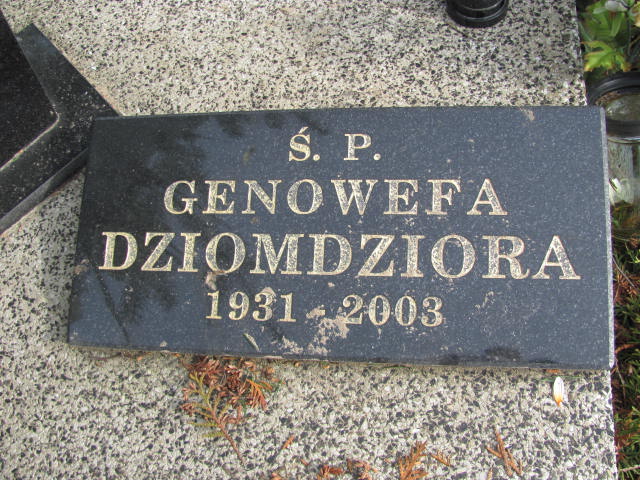 Ś. P.
GENOWEFA
DZIOMDZIORA
1931 - 2003